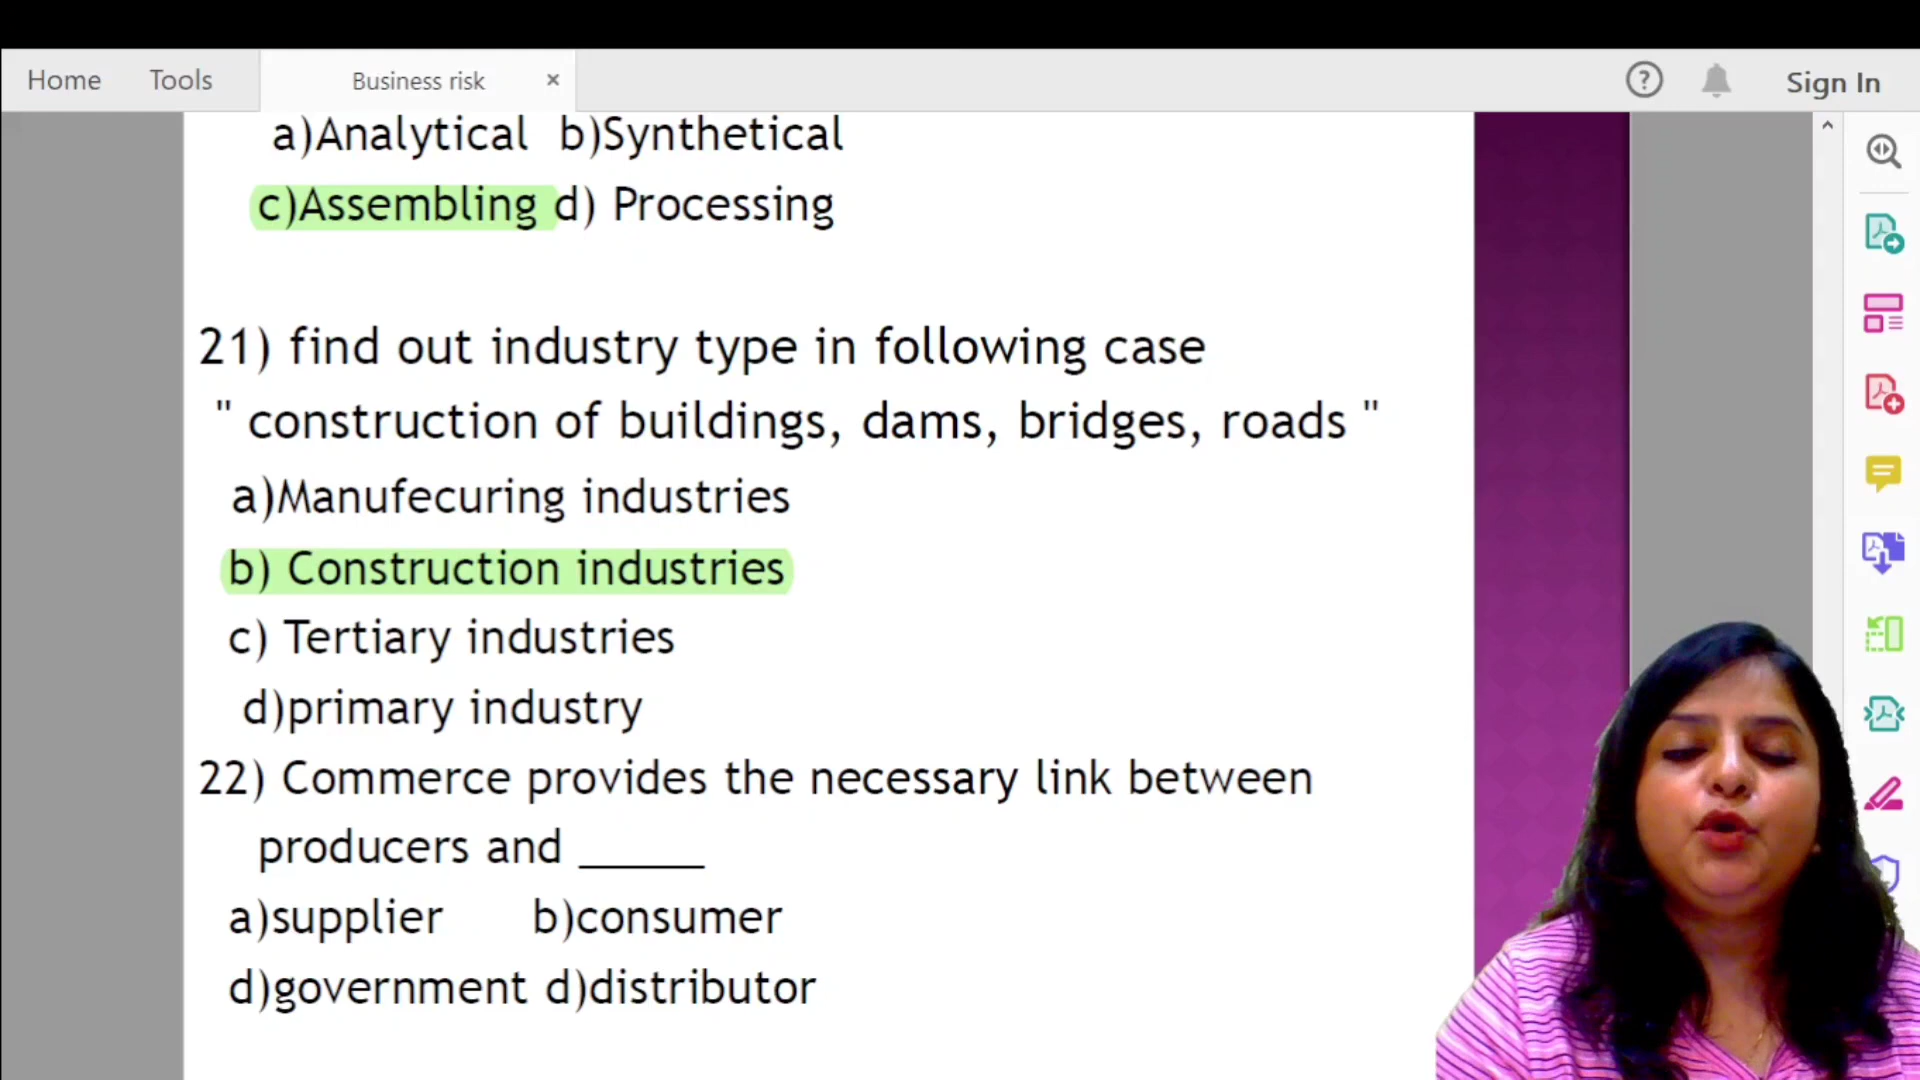 Home Tools Business risk × ? Sign In
a)Analytical b)Synthetical
c)Assembling d) Processing
21) find out industry type in following case
" construction of buildings, dams, bridges, roads "
a)Manufecuring industries
b) Construction industries
c) Tertiary industries
d)primary industry
22) Commerce provides the necessary link between
producers and _____
a)supplier b)consumer
d)government d)distributor